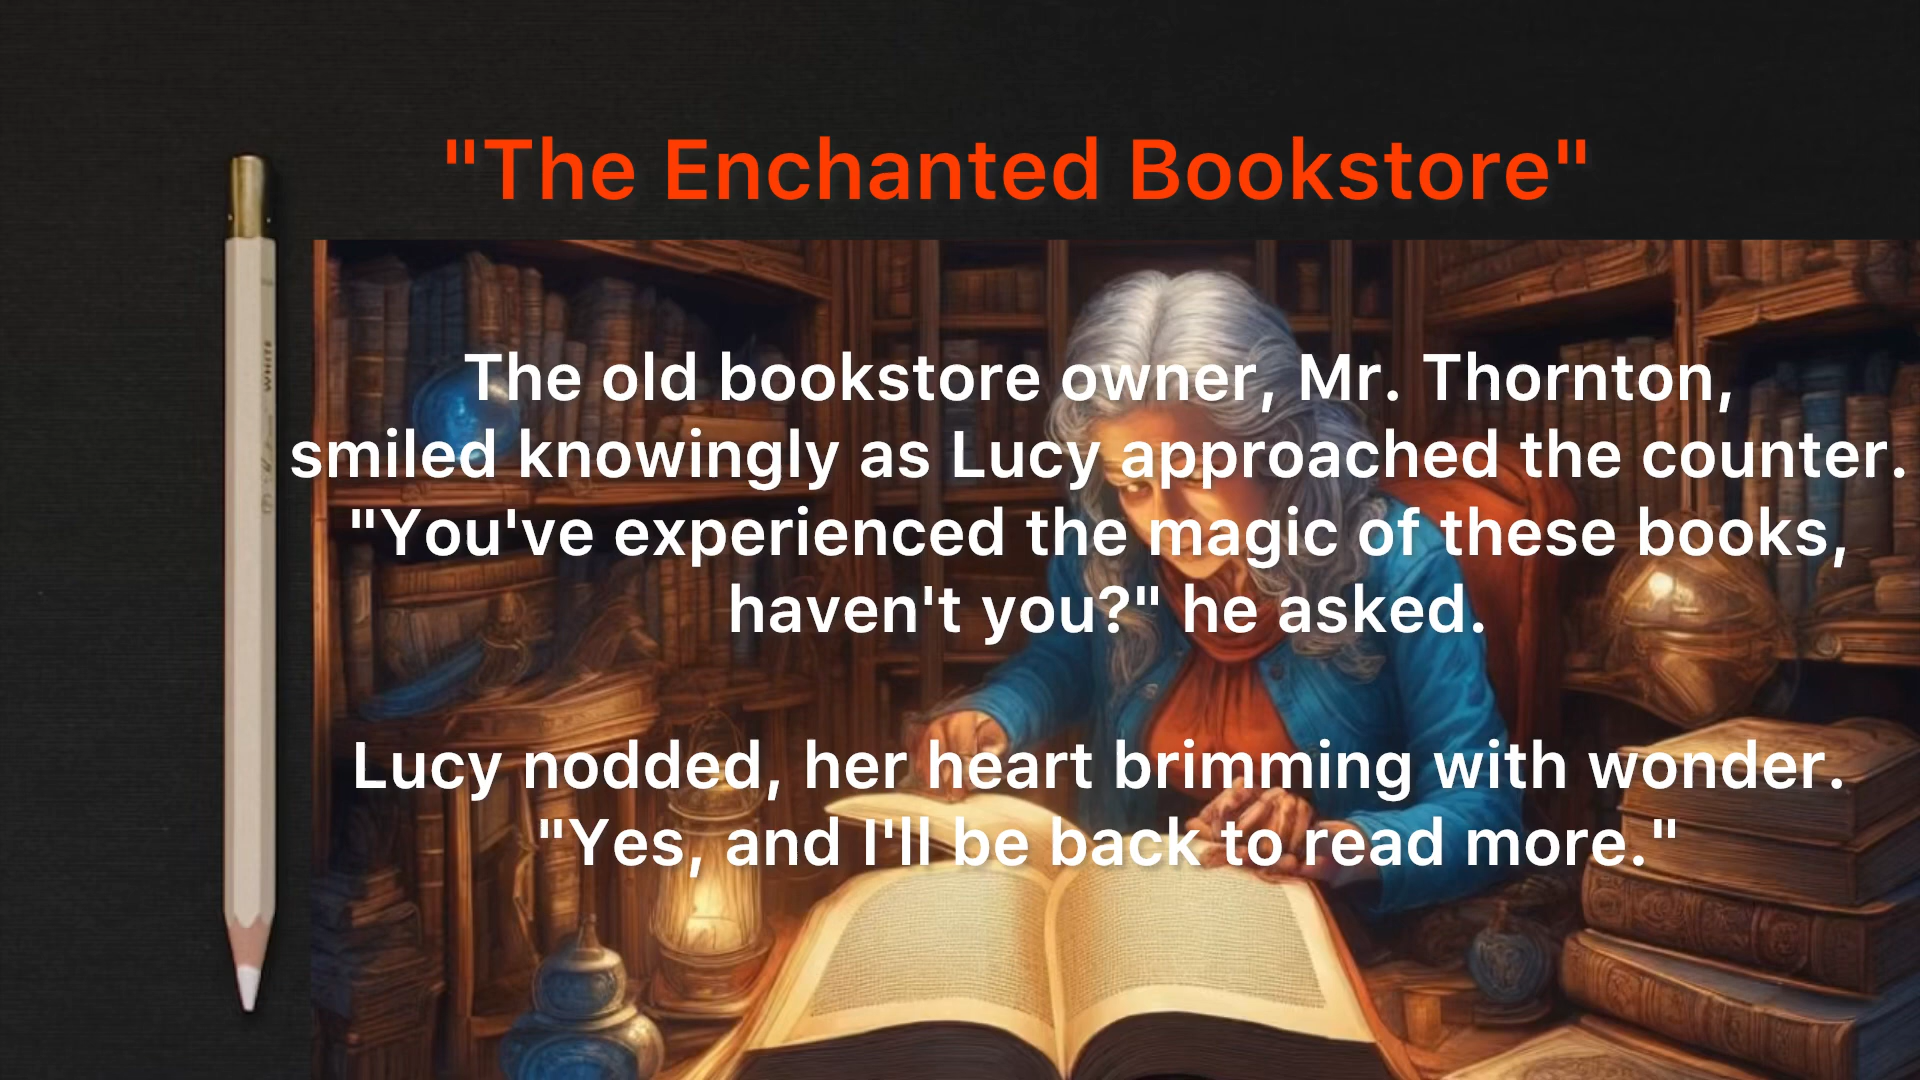 "The Enchanted Bookstore"
The old bookstore owner, Mr. Thornton,
smiled knowingly as Lucy approached the counter.
"You've experienced the magic of these books,
haven't you?" he asked.
Lucy nodded, her heart brimming with wonder.
"Yes, and I'll be back to read more."
WHITE